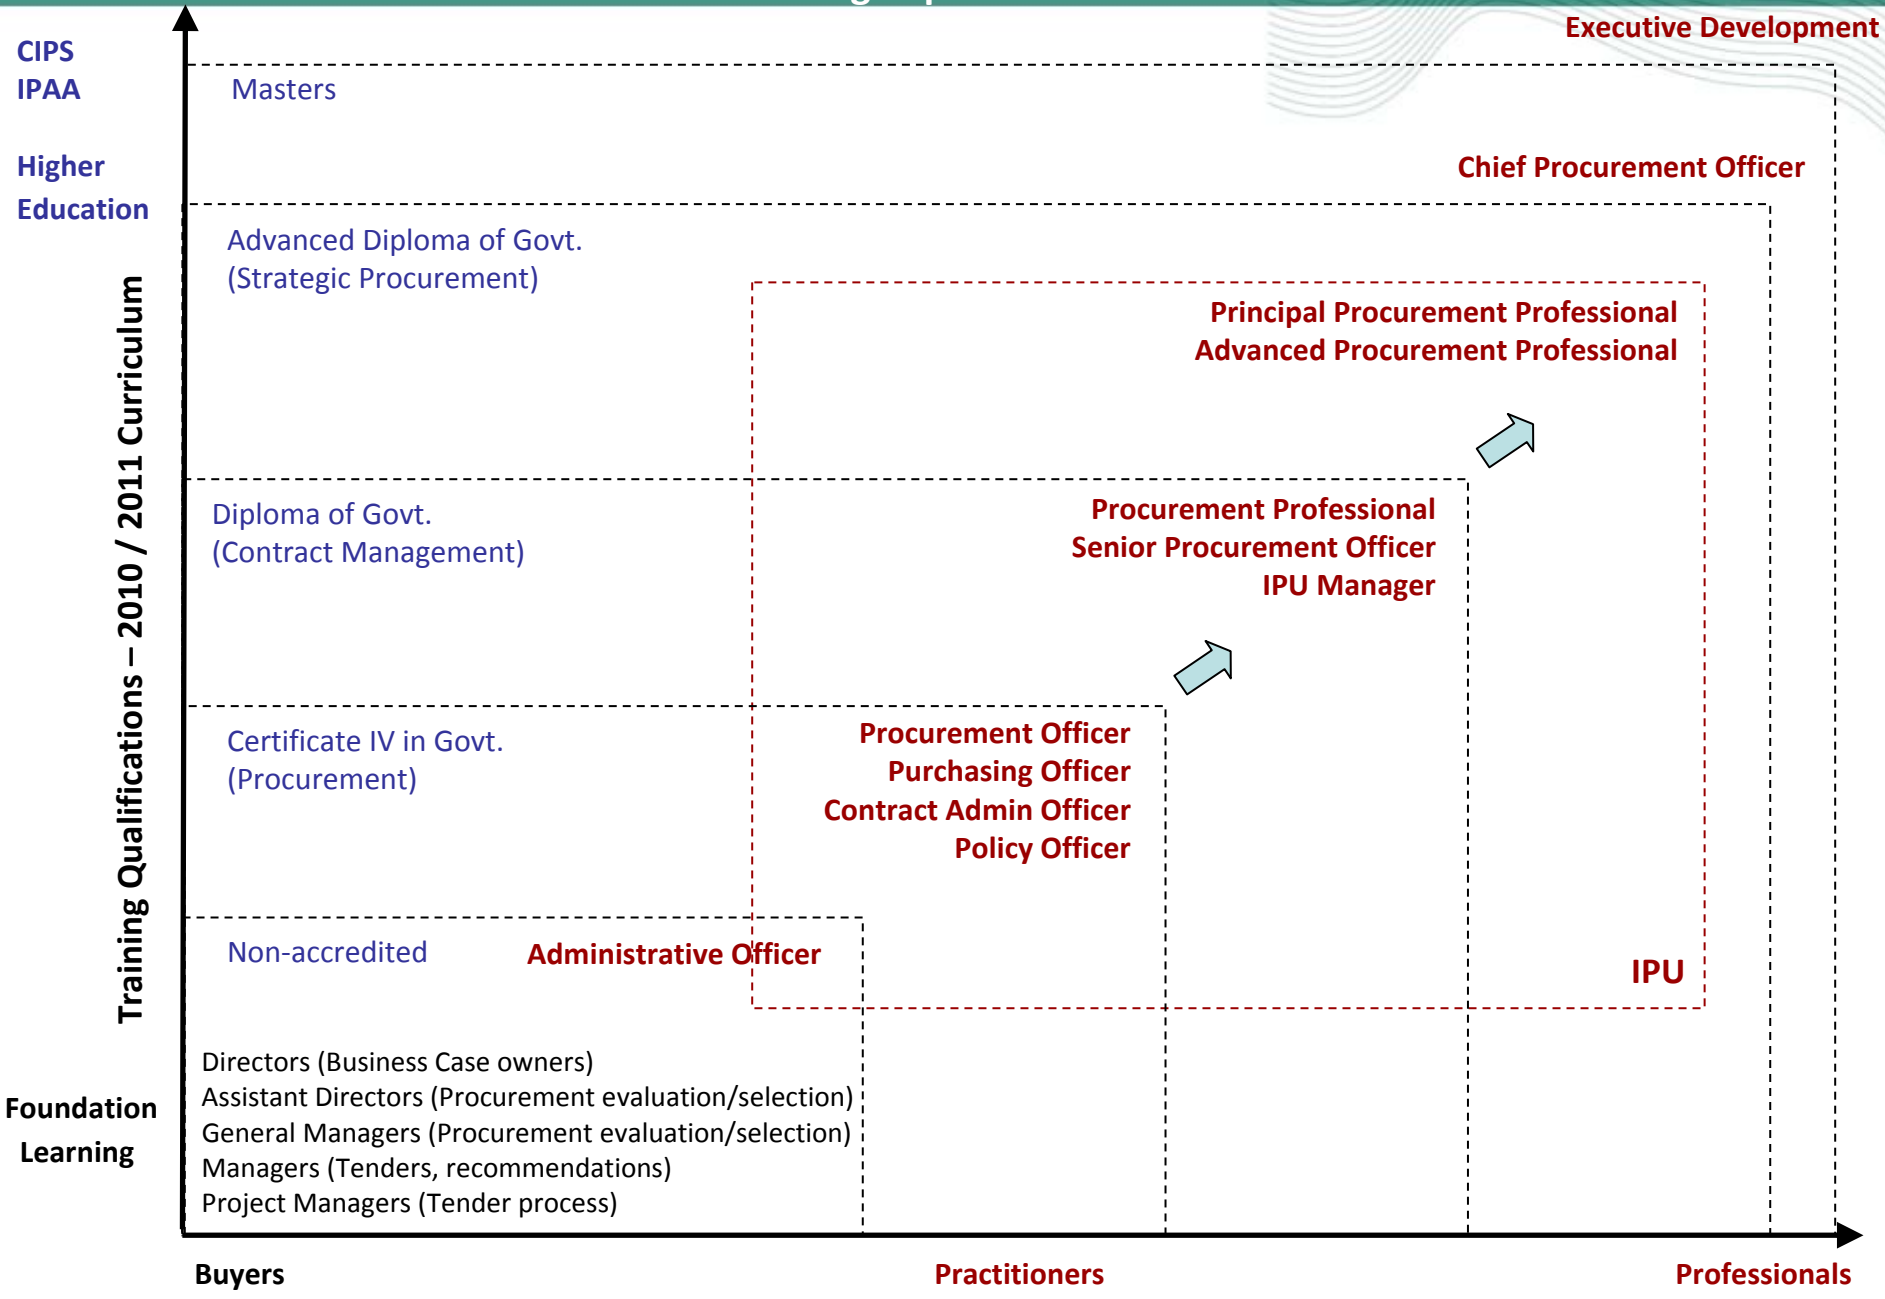 Executive Development
CIPS
IPAA
Masters
Higher
Education
Chief Procurement Officer
Advanced Diploma of Govt.
(Strategic Procurement)
Principal Procurement Professional
Advanced Procurement Professional
Training Qualifications – 2010 / 2011 Curriculum
Diploma of Govt.
(Contract Management)
Procurement Professional
Senior Procurement Officer
IPU Manager
Certificate IV in Govt.
(Procurement)
Procurement Officer
Purchasing Officer
Contract Admin Officer
Policy Officer
Non-accredited
Administrative Officer
IPU
Foundation
Learning
Directors (Business Case owners)
Assistant Directors (Procurement evaluation/selection)
General Managers (Procurement evaluation/selection)
Managers (Tenders, recommendations)
Project Managers (Tender process)
Buyers
Practitioners
Professionals